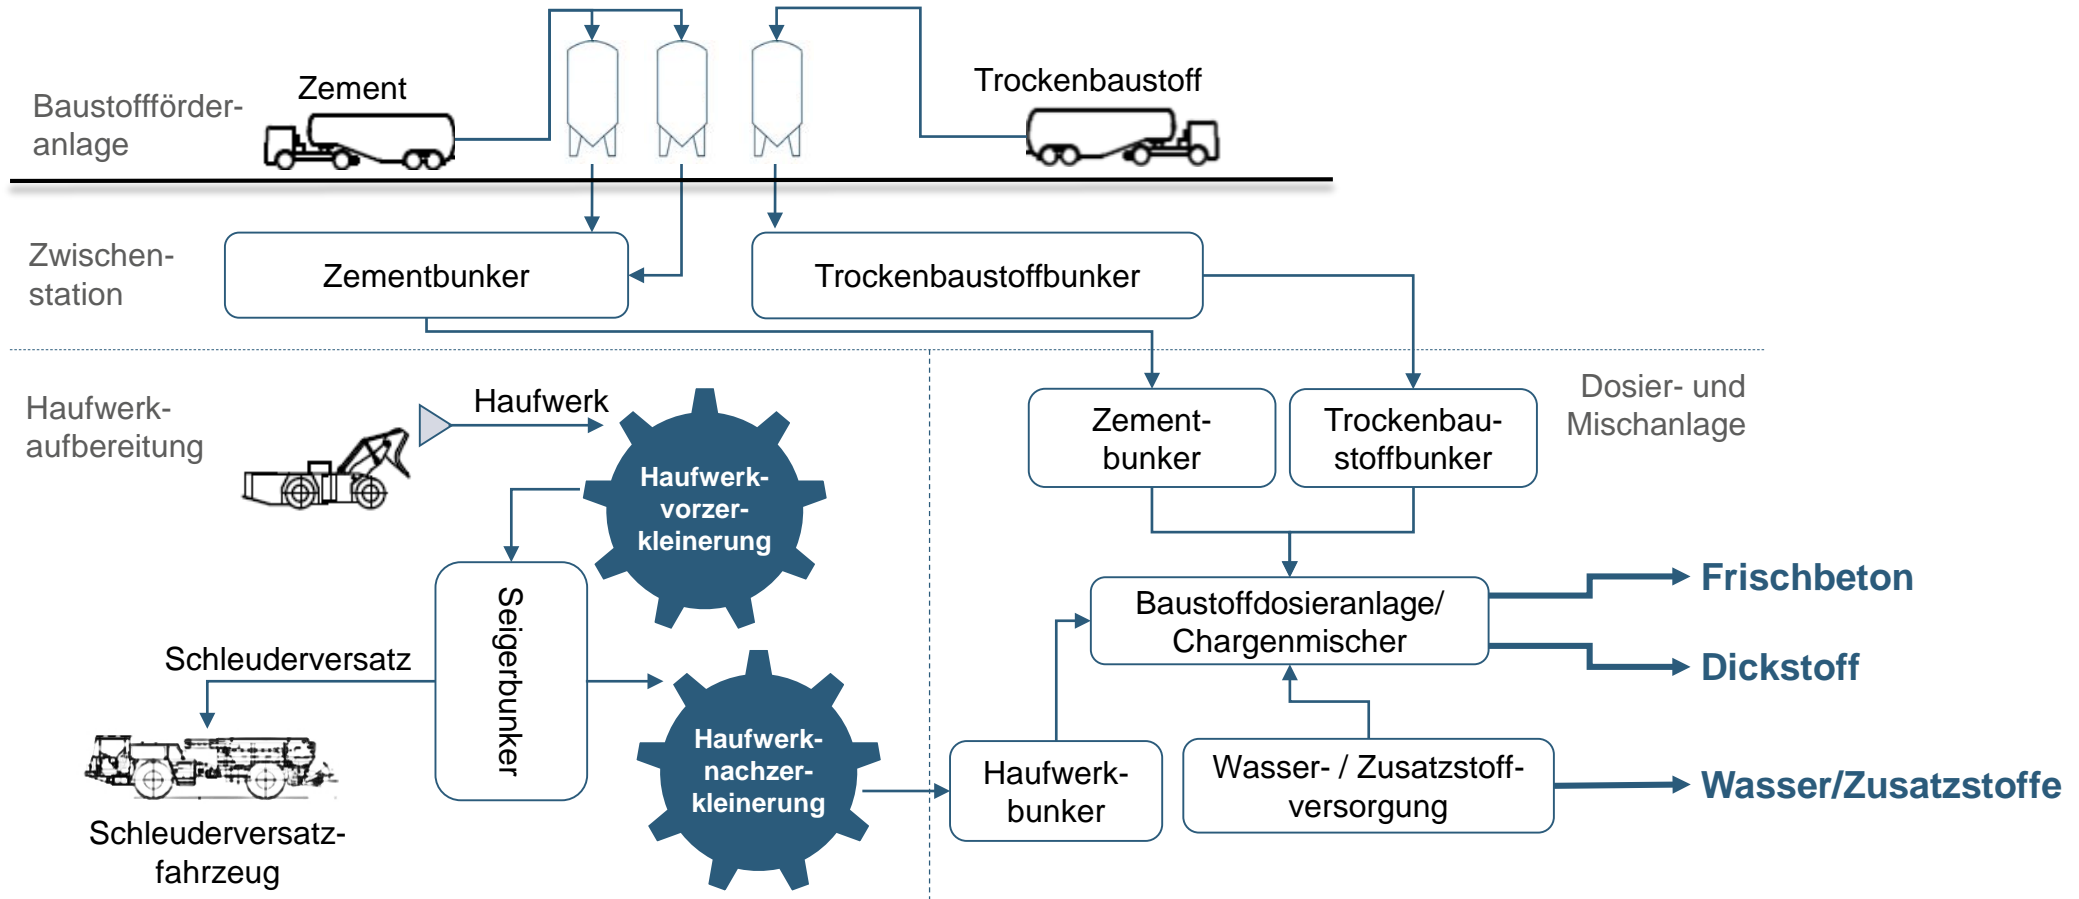 Zement
Trockenbaustoff
Baustoffförder-
anlage
Zwischen-
station
Zementbunker
Trockenbaustoffbunker
Haufwerk-
aufbereitung
Haufwerk
Haufwerk-
vorzer-
kleinerung
Seigerbunker
Schleuderversatz
Schleuderversatz-
fahrzeug
Haufwerk-
nachzer-
kleinerung
Dosier- und
Mischanlage
Zement-
bunker
Trockenbau-
stoffbunker
Baustoffdosieranlage/
Chargenmischer
Haufwerk-
bunker
Wasser- / Zusatzstoff-
versorgung
Frischbeton
Dickstoff
Wasser/Zusatzstoffe